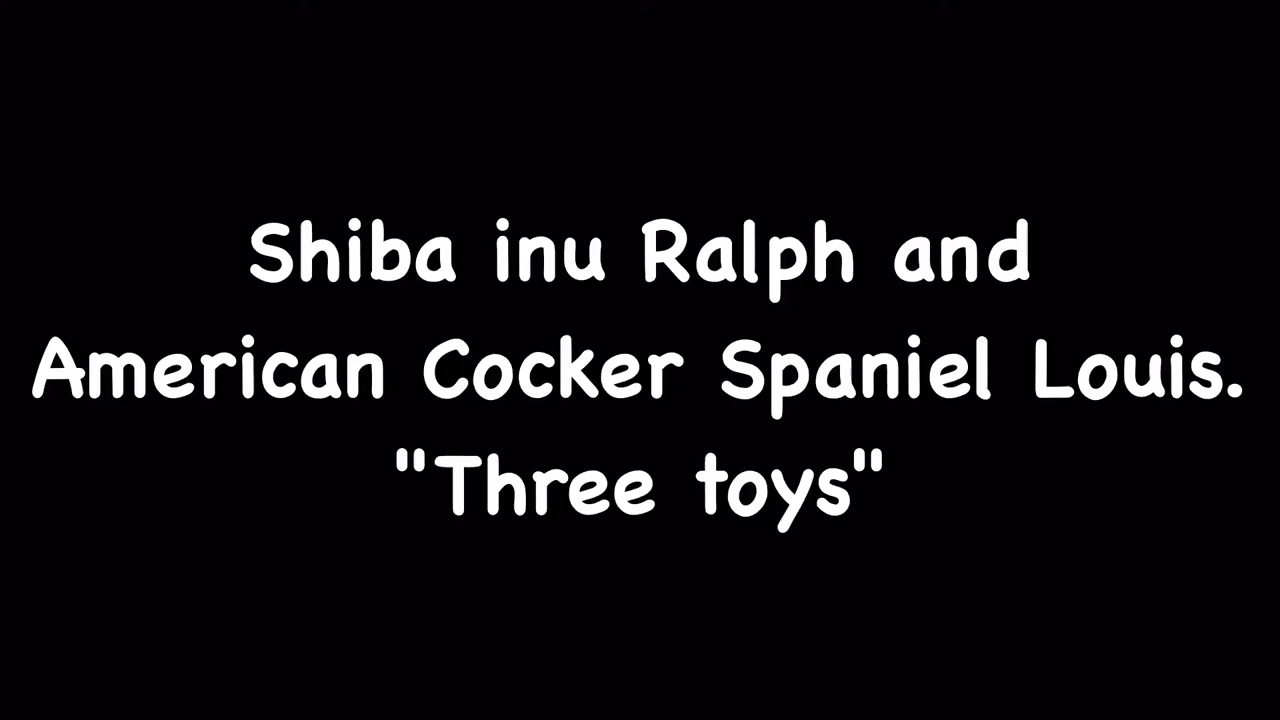 Shiba inu Ralph and
American Cocker Spaniel Louis.
"Three toys"